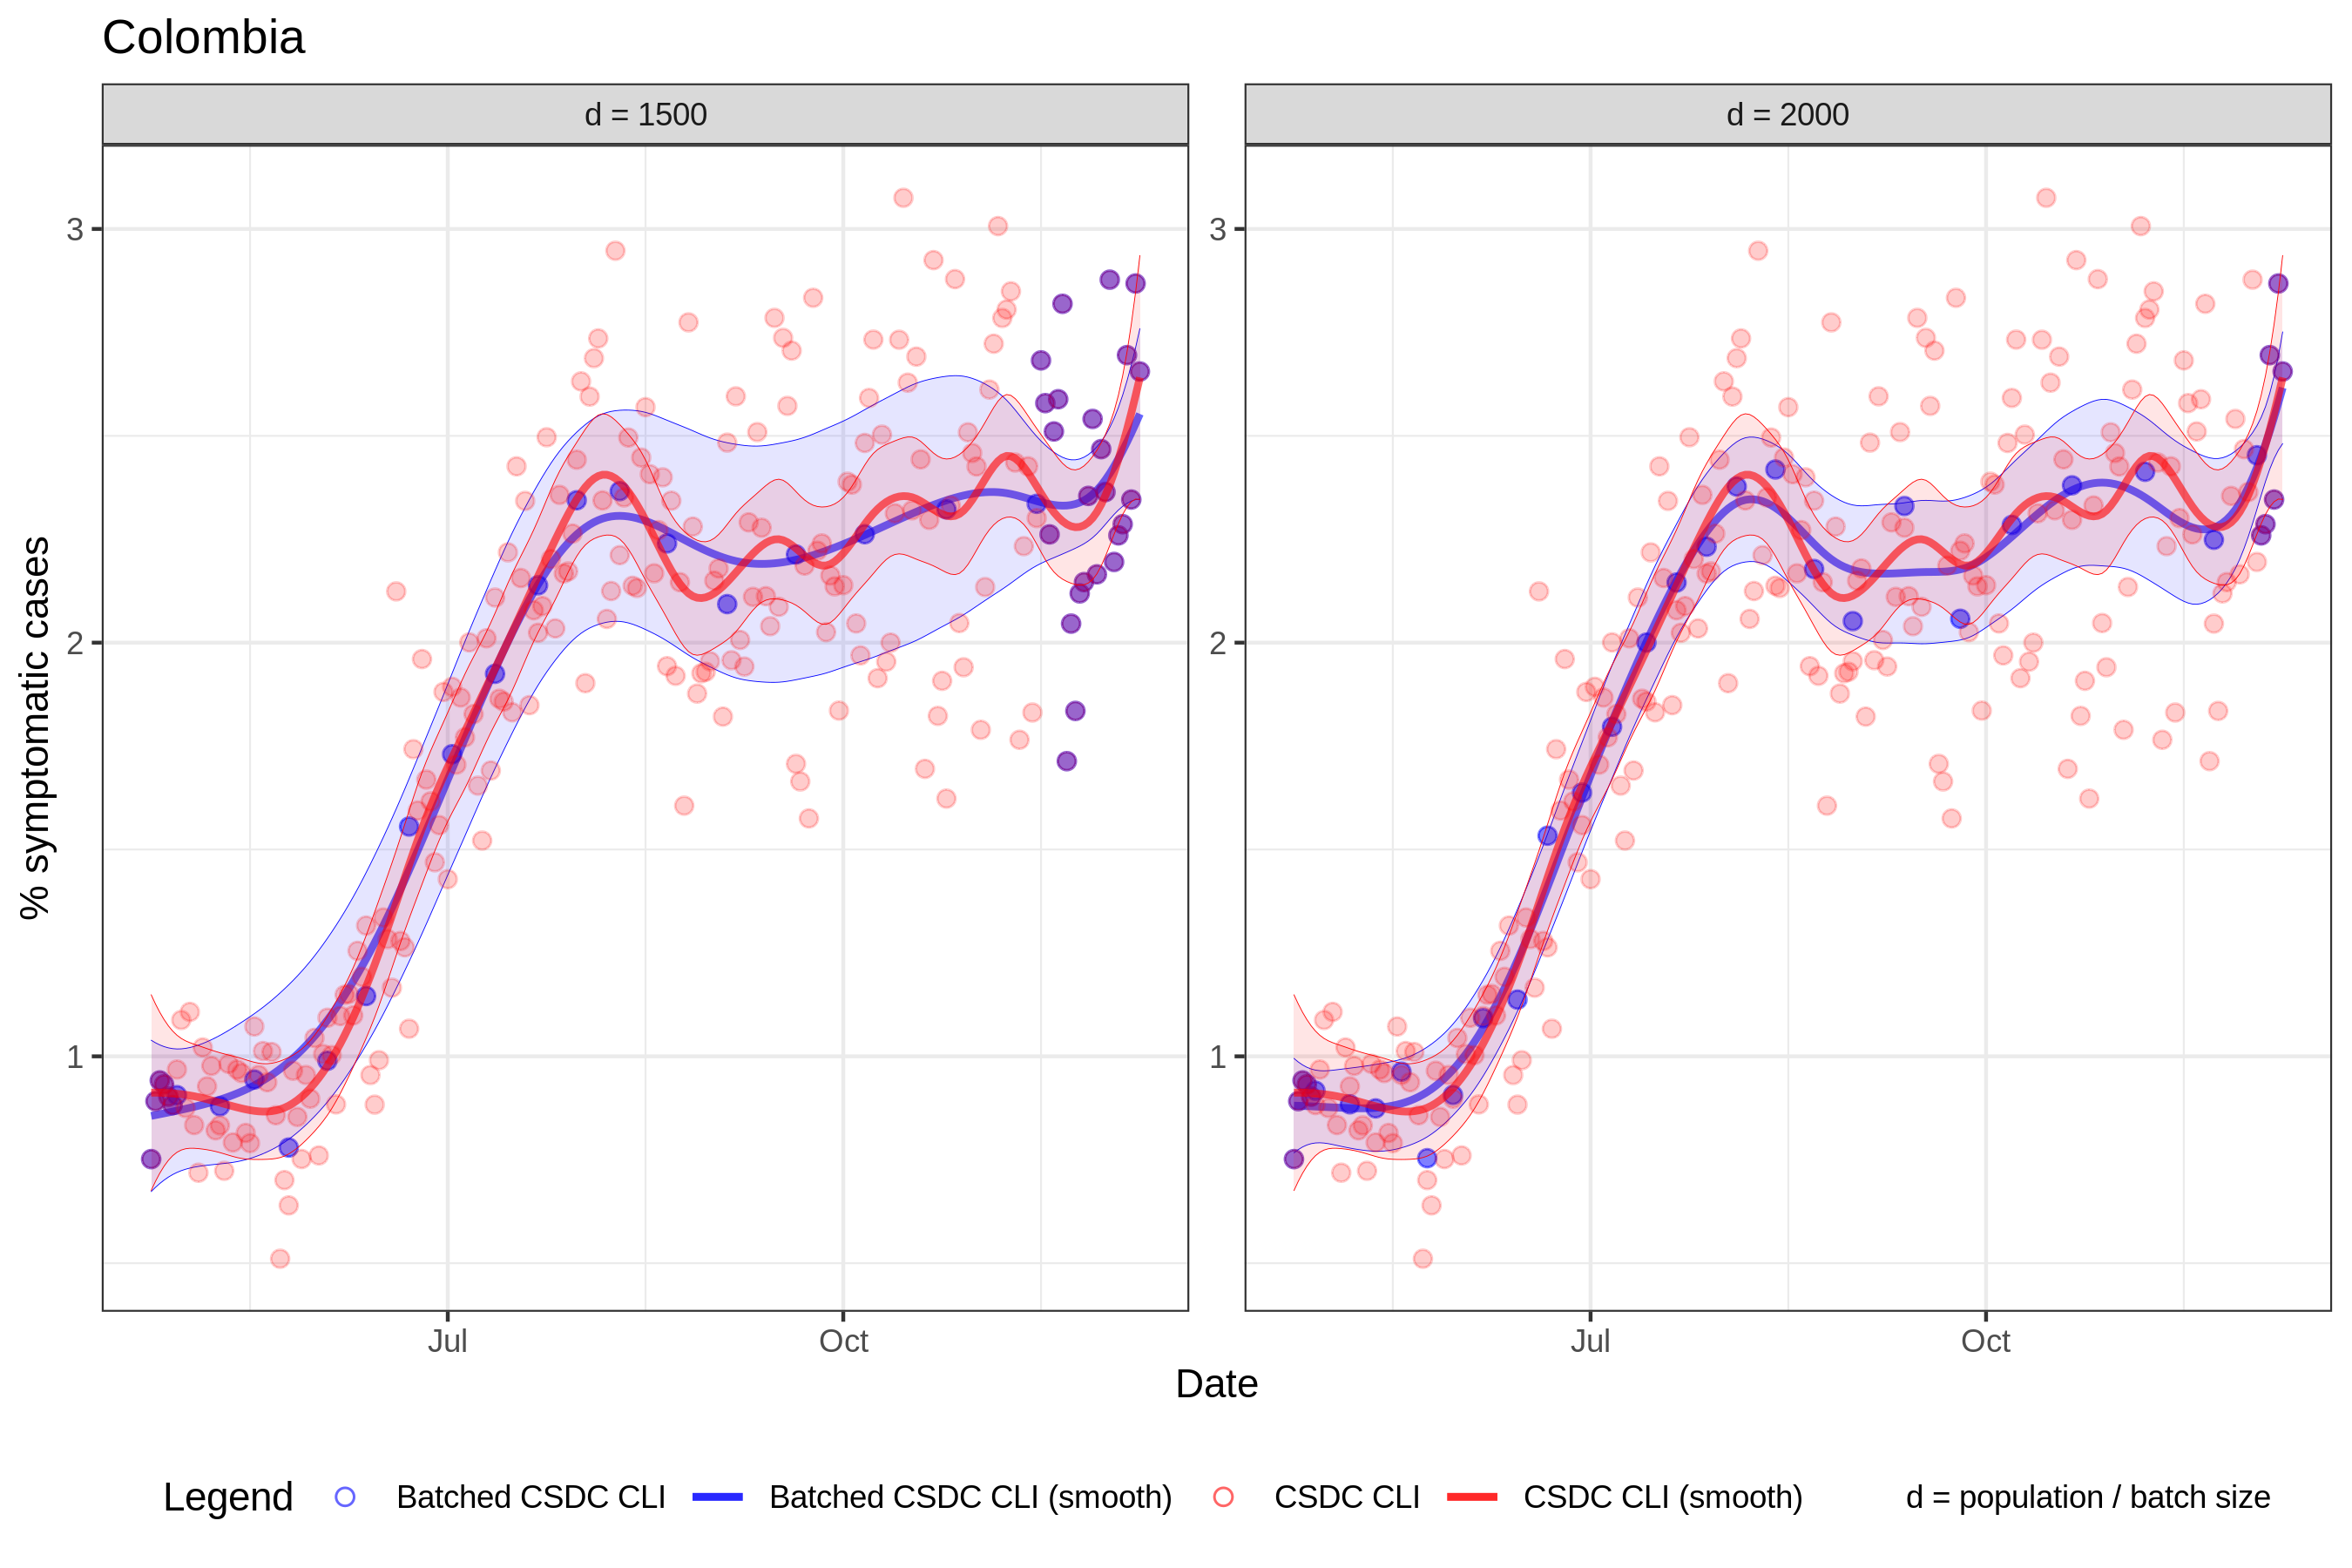 Colombia
d = 1500
d = 2000
% symptomatic cases
3
2
1
3
2
1
Jul
Oct
Jul
Oct
Date
Legend
Batched CSDC CLI
Batched CSDC CLI (smooth)
CSDC CLI
CSDC CLI (smooth)
d = population / batch size